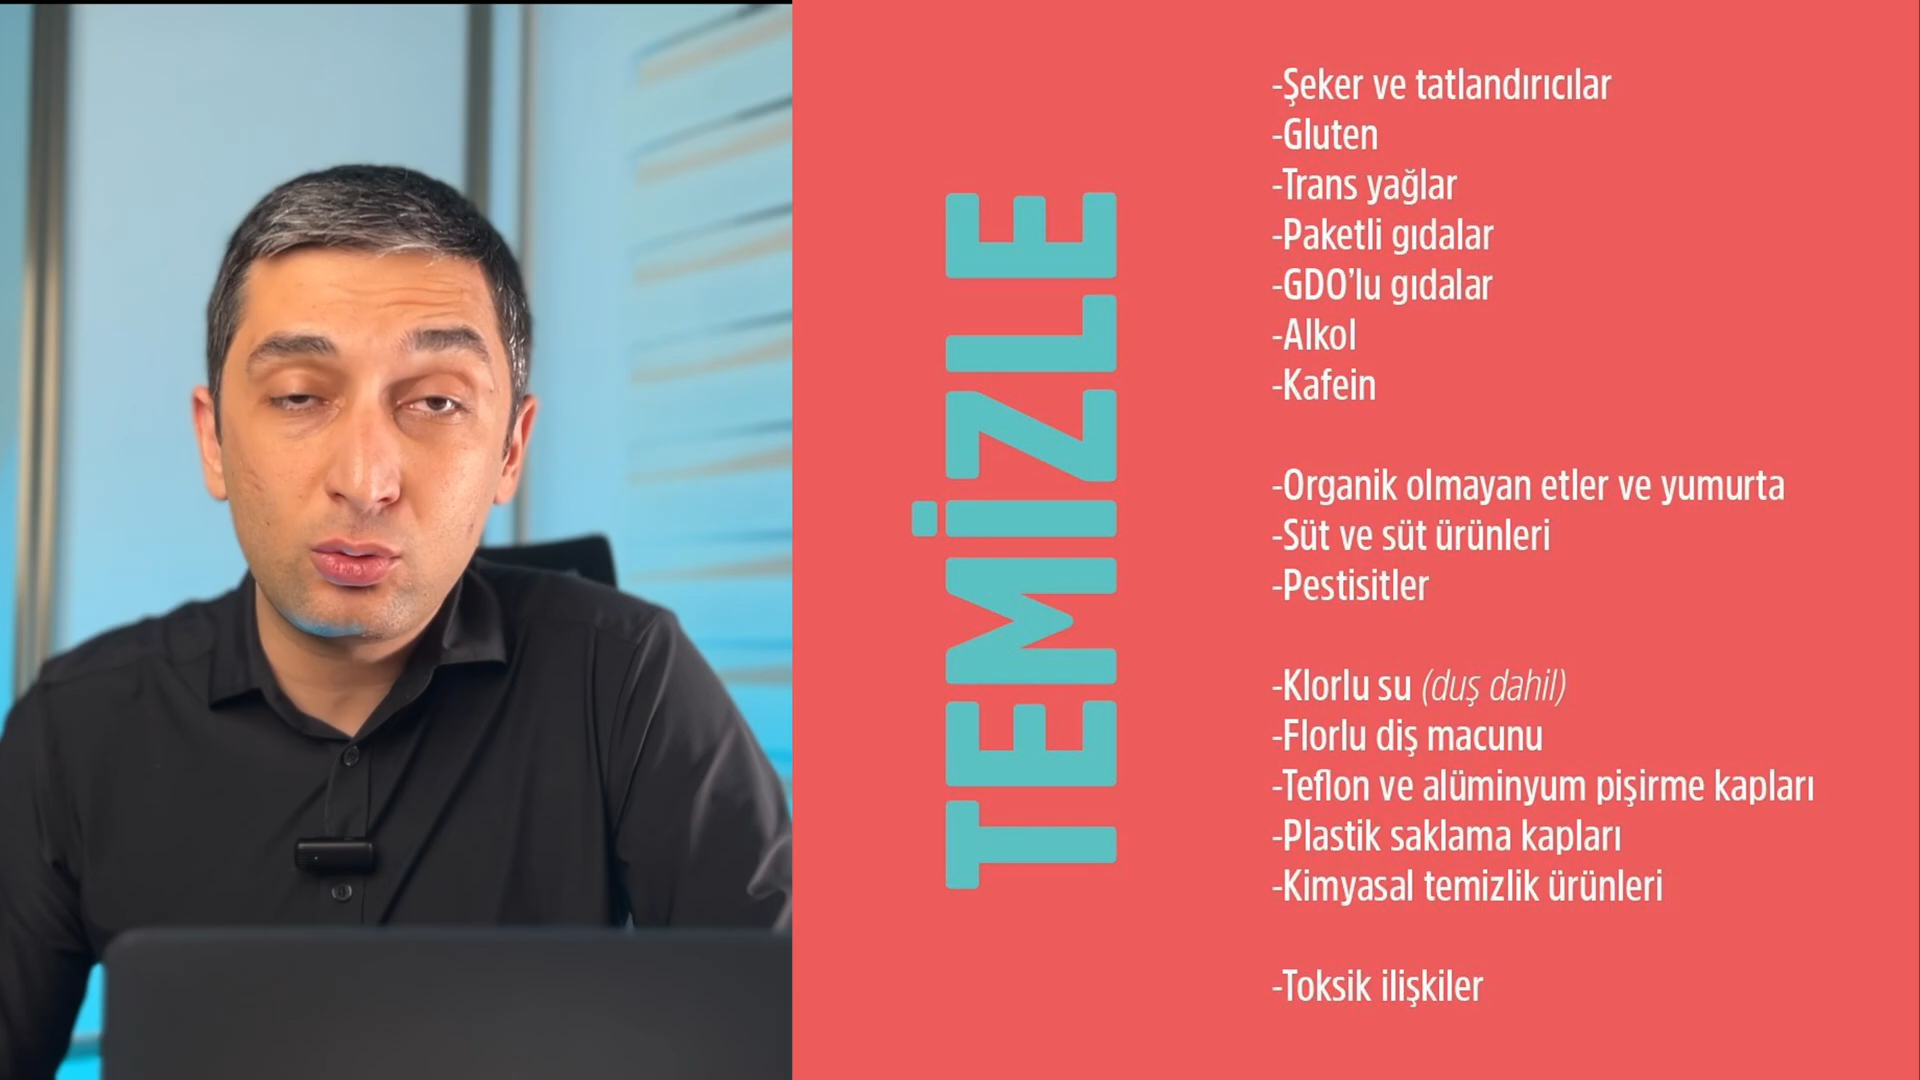 TEMİZLE
-Şeker ve tatlandırıcılar
-Gluten
-Trans yağlar
-Paketli gıdalar
-GDO'lu gıdalar
-Alkol
-Kafein
-Organik olmayan etler ve yumurta
-Süt ve süt ürünleri
-Pestisitler
-Klorlu su (duş dahil)
-Florlu diş macunu
-Teflon ve alüminyum pişirme kapları
-Plastik saklama kapları
-Kimyasal temizlik ürünleri
-Toksik ilişkiler